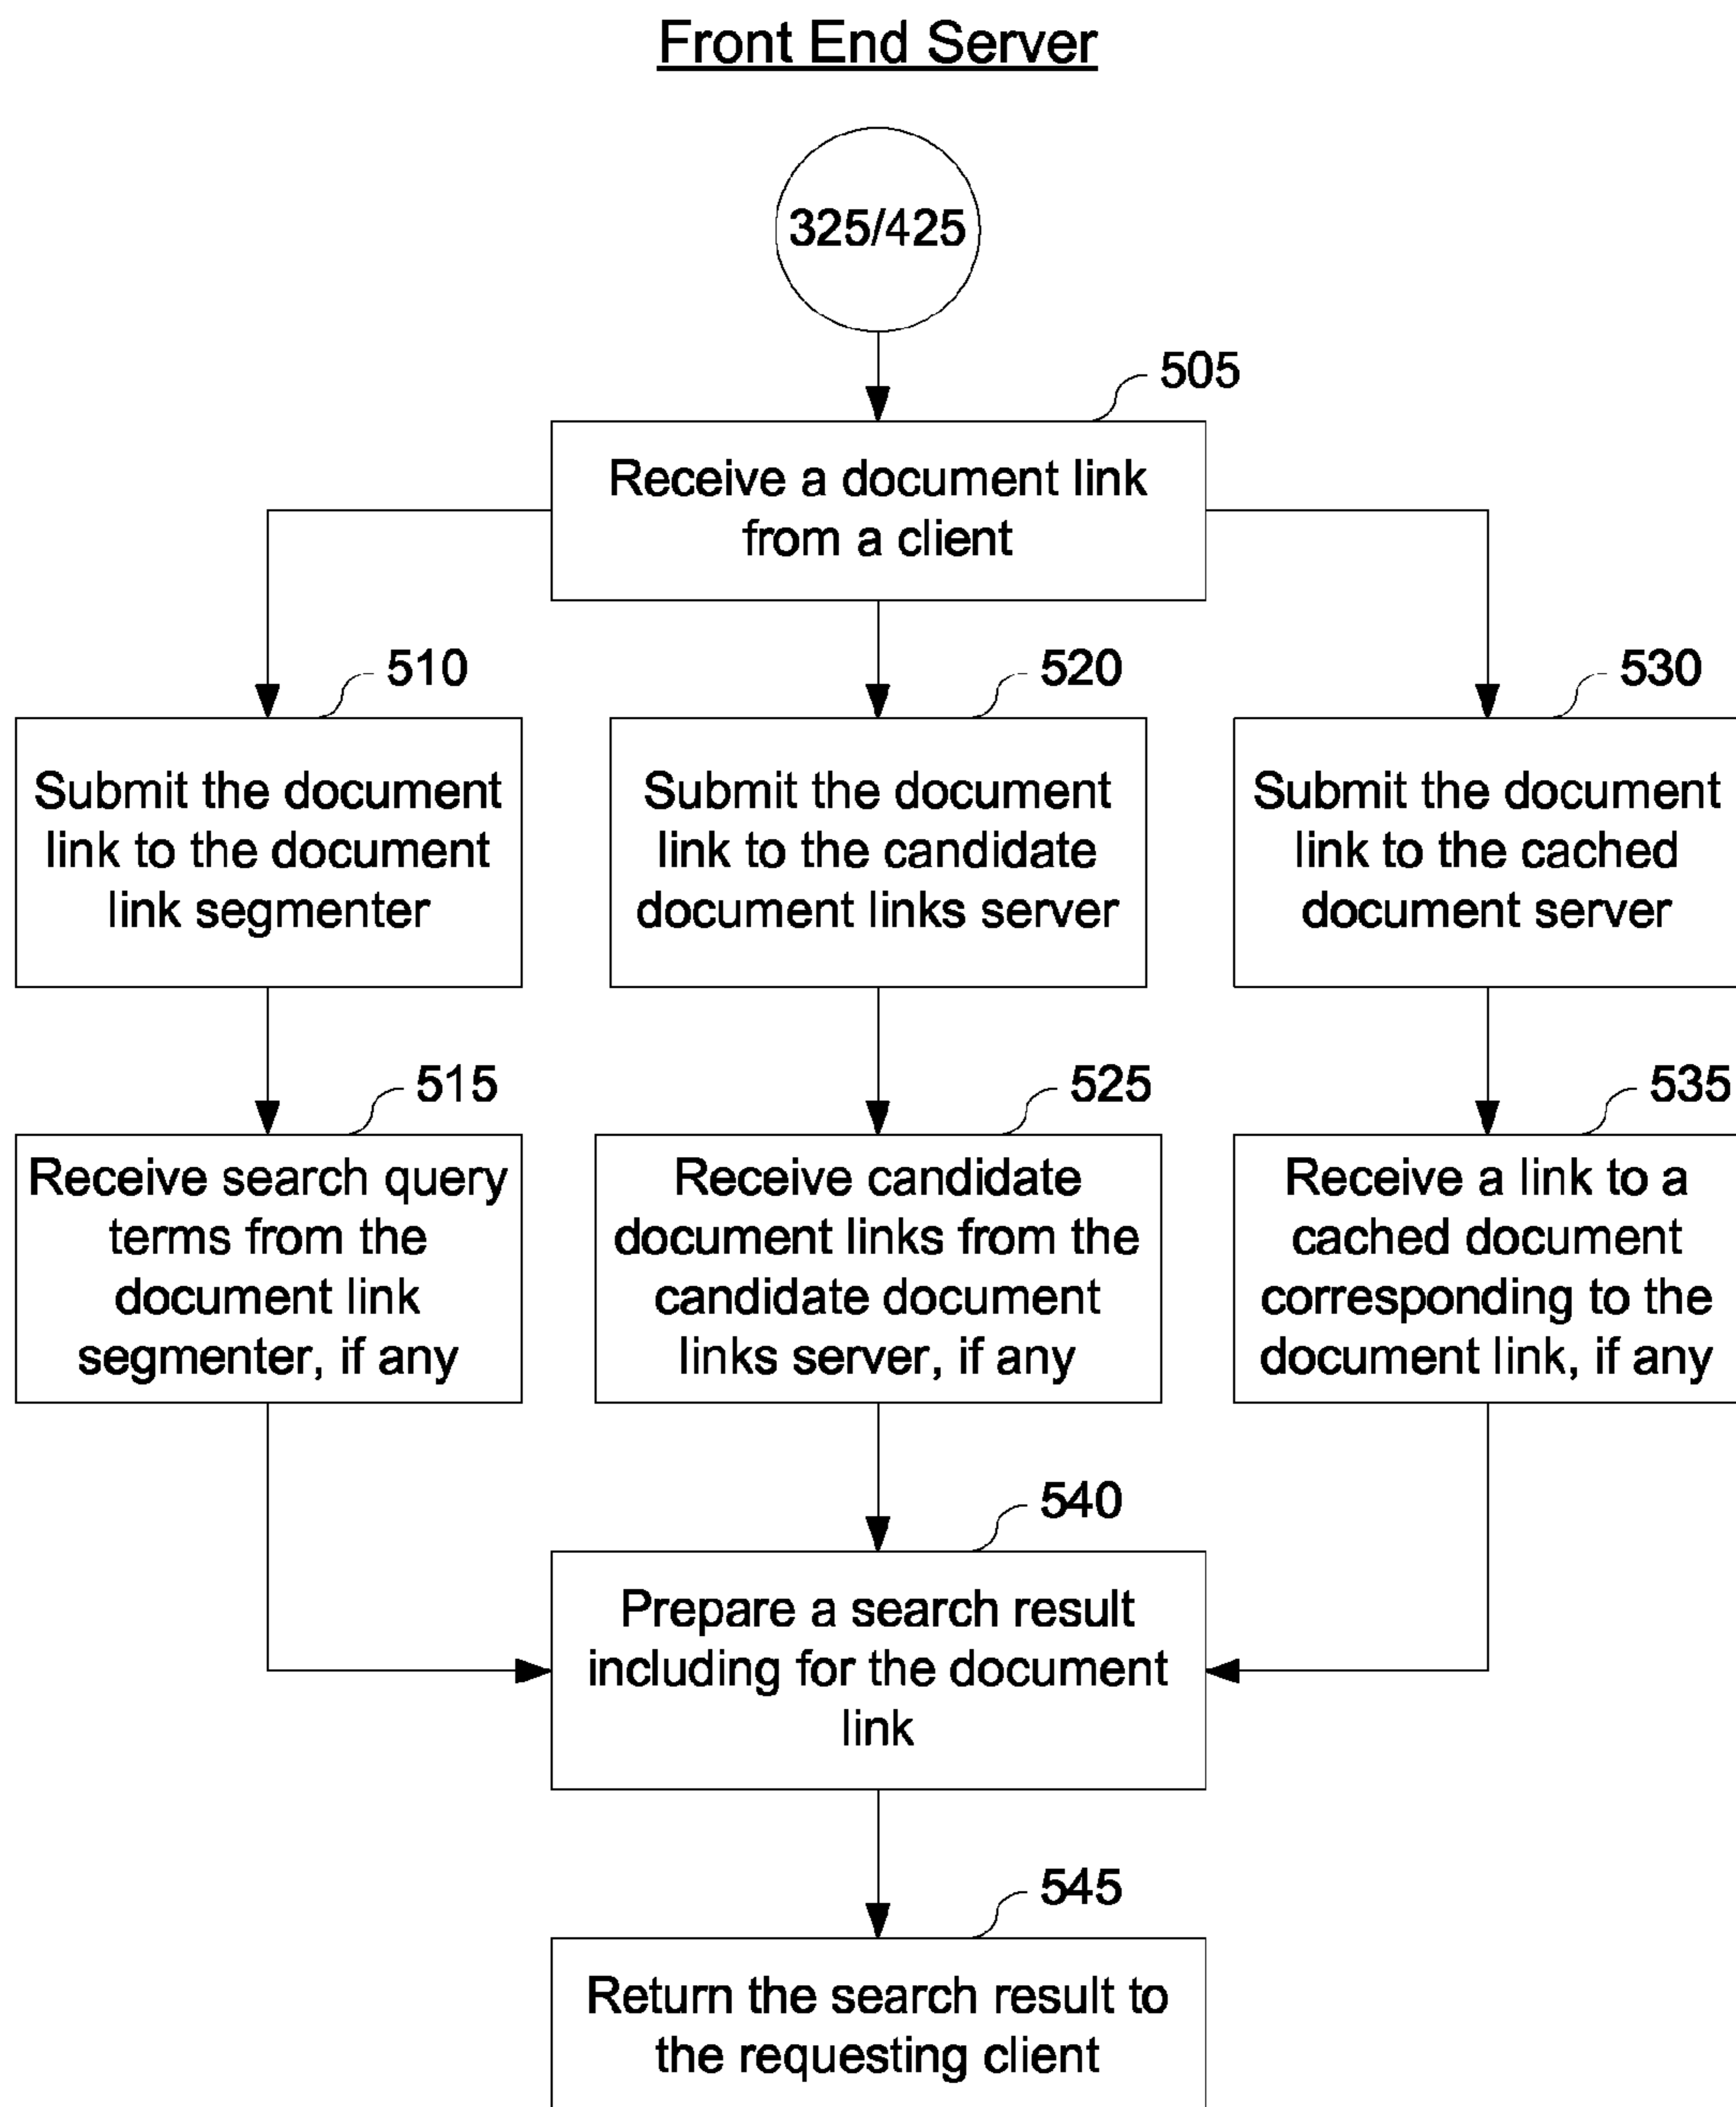 Front End Server
325/425
505
Receive a document link
from a client
510
Submit the document
link to the document
link segmenter
520
Submit the document
link to the candidate
document links server
530
Submit the document
link to the cached
document server
515
Receive search query
terms from the
document link
segmenter, if any
525
Receive candidate
document links from the
candidate document
links server, if any
535
Receive a link to a
cached document
corresponding to the
document link, if any
540
Prepare a search result
including for the document
link
545
Return the search result to
the requesting client